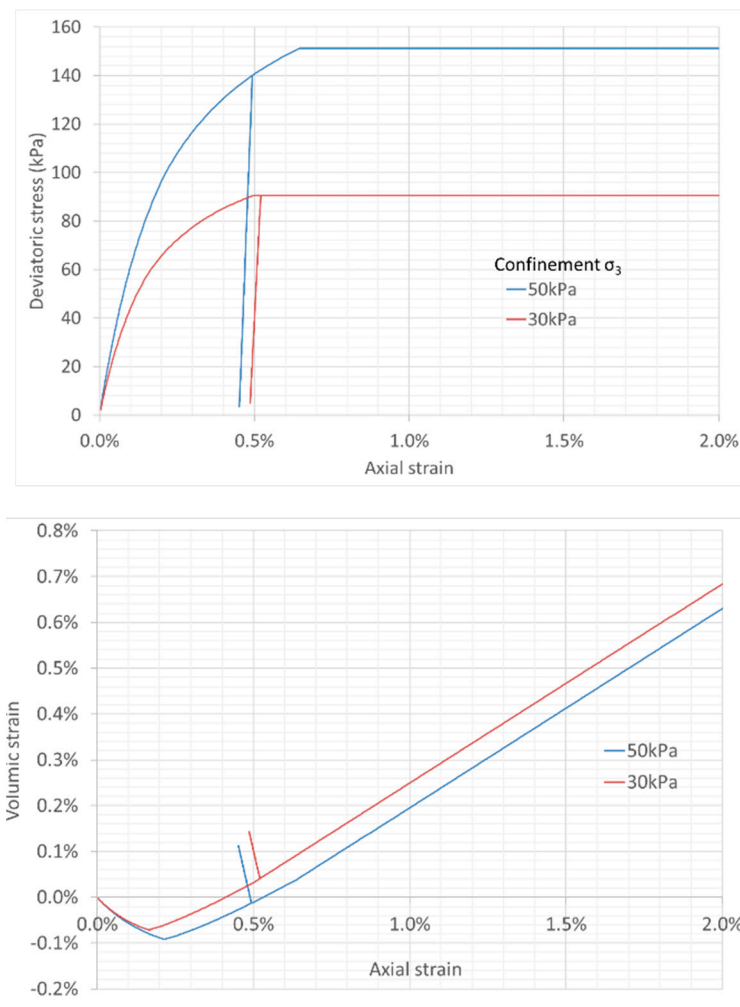 160
140
120
100
80
60
40
20
0
Deviatoric stress (kPa)
Confinement σ3
50kPa
30kPa
0.0% 0.5% 1.0% 1.5% 2.0%
Axial strain
0.8%
0.7%
0.6%
0.5%
0.4%
0.3%
0.2%
0.1%
0.0%
-0.1%
-0.2%
Volumic strain
50kPa
30kPa
0.0% 0.5% 1.0% 1.5% 2.0%
Axial strain